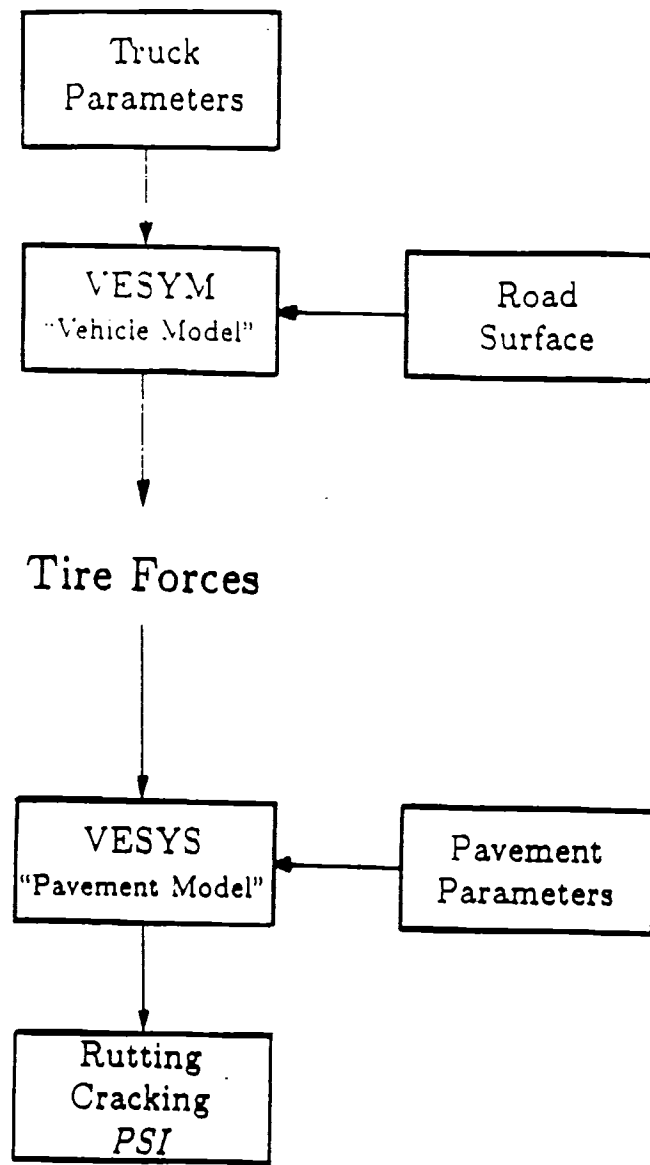 Truck
Parameters
VESYM
"Vehicle Model"
Road
Surface
Tire Forces
VESYS
"Pavement Model"
Pavement
Parameters
Rutting
Cracking
PSI